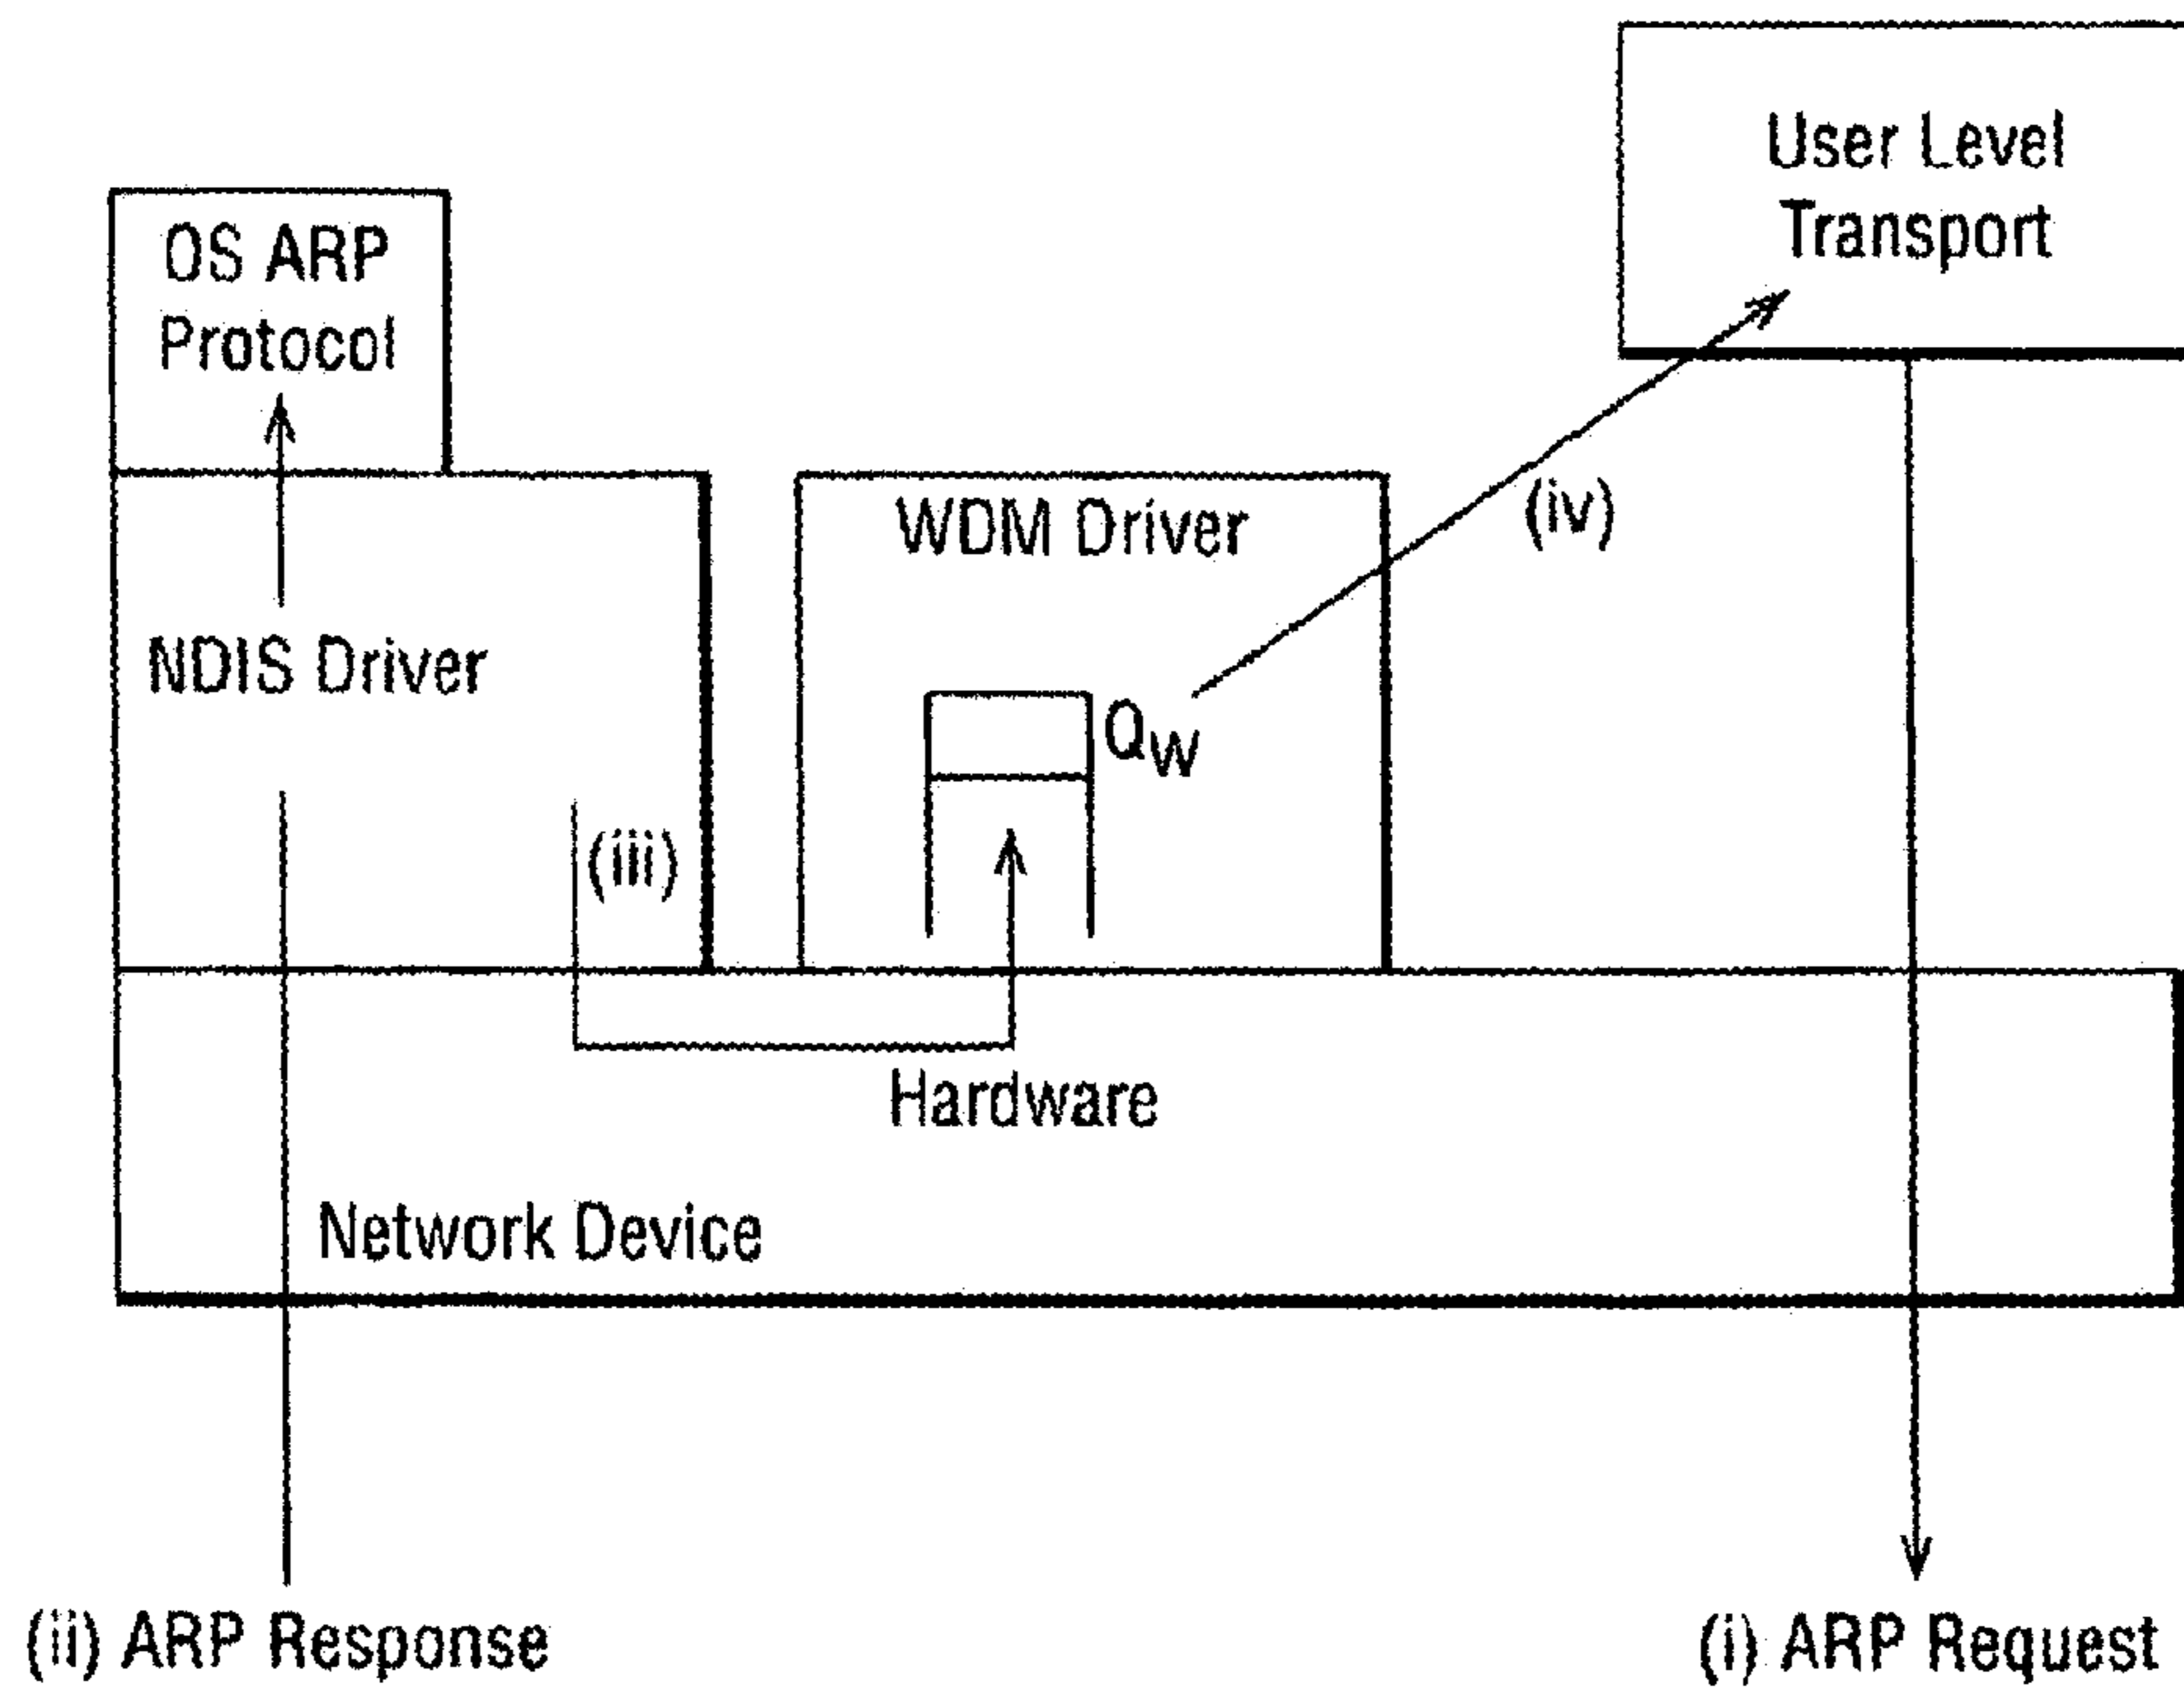 User Level
Transport
OS ARP
Protocol
WDM Driver
(iv)
NDIS Driver
QW
(iii)
Hardware
Network Device
(ii) ARP Response
(i) ARP Request